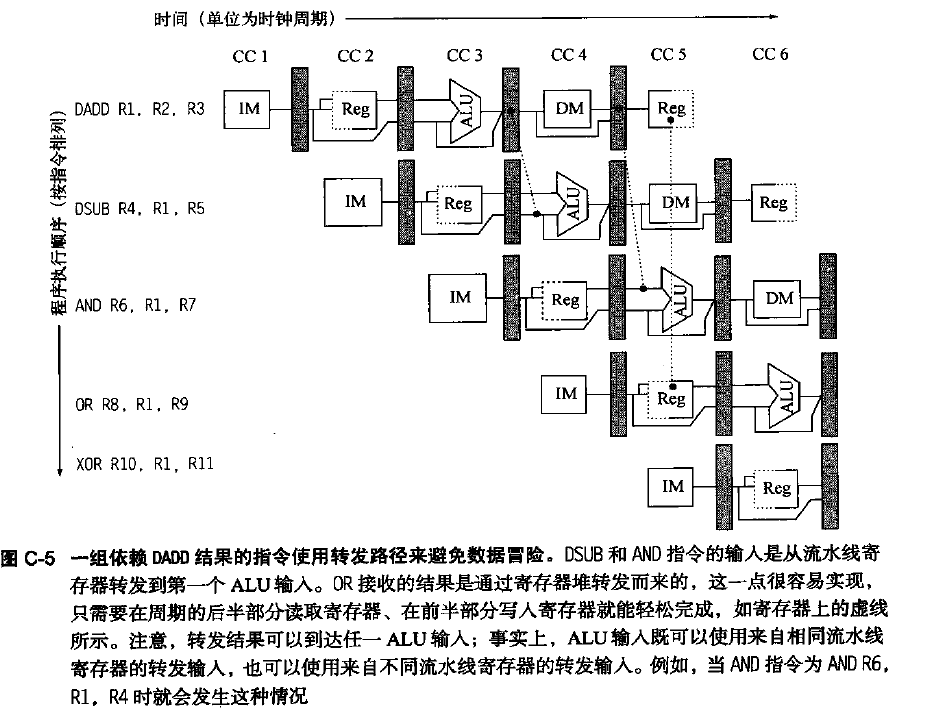 时间（单位为时钟周期）
CC 1 CC 2 CC 3 CC 4 CC 5 CC 6
程序执行顺序（按指令排列）
DADD R1, R2, R3 IM Reg ALU DM Reg
DSUB R4, R1, R5 IM Reg ALU DM Reg
AND R6, R1, R7 IM Reg ALU DM
OR R8, R1, R9 IM Reg ALU
XOR R10, R1, R11 IM Reg
图 C-5 一组依赖 DADD 结果的指令使用转发路径来避免数据冒险。DSUB 和 AND 指令的输入是从流水线寄
存器转发到第一个 ALU 输入。OR 接收的结果是通过寄存器堆转发而来的，这一点很容易实现，
只需要在周期的后半部分读取寄存器、在前半部分写入寄存器就能轻松完成，如寄存器上的虚线
所示。注意，转发结果可以到达任一 ALU 输入；事实上，ALU 输入既可以使用来自相同流水线
寄存器的转发输入，也可以使用来自不同流水线寄存器的转发输入。例如，当 AND 指令为 AND R6,
R1, R4 时就会发生这种情况